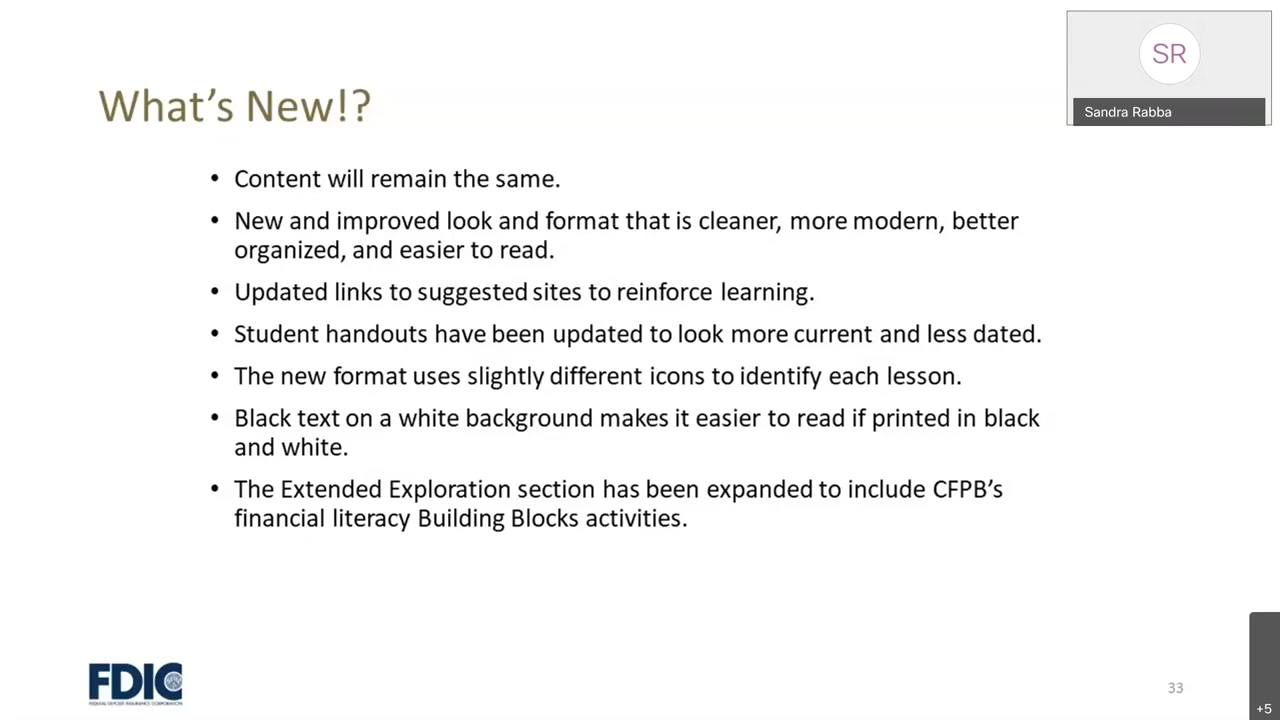 SR
Sandra Rabba
What's New!?
• Content will remain the same.
• New and improved look and format that is cleaner, more modern, better
organized, and easier to read.
• Updated links to suggested sites to reinforce learning.
• Student handouts have been updated to look more current and less dated.
• The new format uses slightly different icons to identify each lesson.
• Black text on a white background makes it easier to read if printed in black
and white.
• The Extended Exploration section has been expanded to include CFPB's
financial literacy Building Blocks activities.
FDIC
FEDERAL DEPOSIT INSURANCE CORPORATION
33
+5